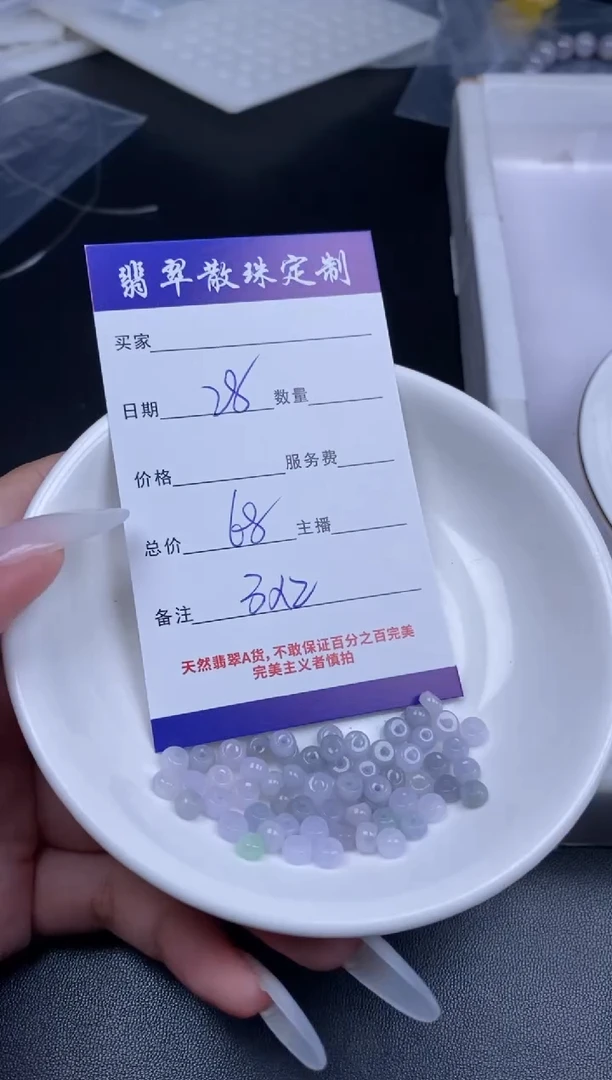 翡翠散珠定制
买家
日期 28 数量
价格 服务费
总价 68 主播
备注 3x2
天然翡翠A货,不敢保证百分之百完美
完美主义者慎拍